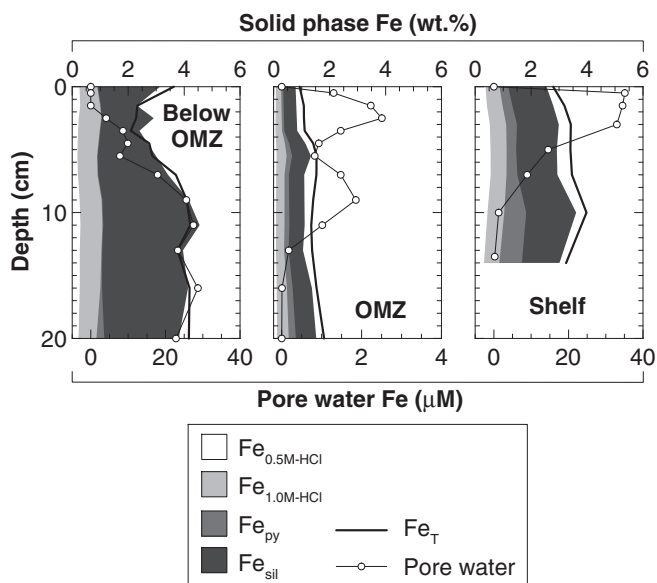 Solid phase Fe (wt.%)
0 2 4 6 0 2 4 6 0 2 4 6
0
10
20
Depth (cm)
Below
OMZ
OMZ
Shelf
0 20 40 0 2 4 0 20 40
Pore water Fe (μM)
Fe0.5M-HCl
Fe1.0M-HCl
Fepy
Fesil
FeT
Pore water